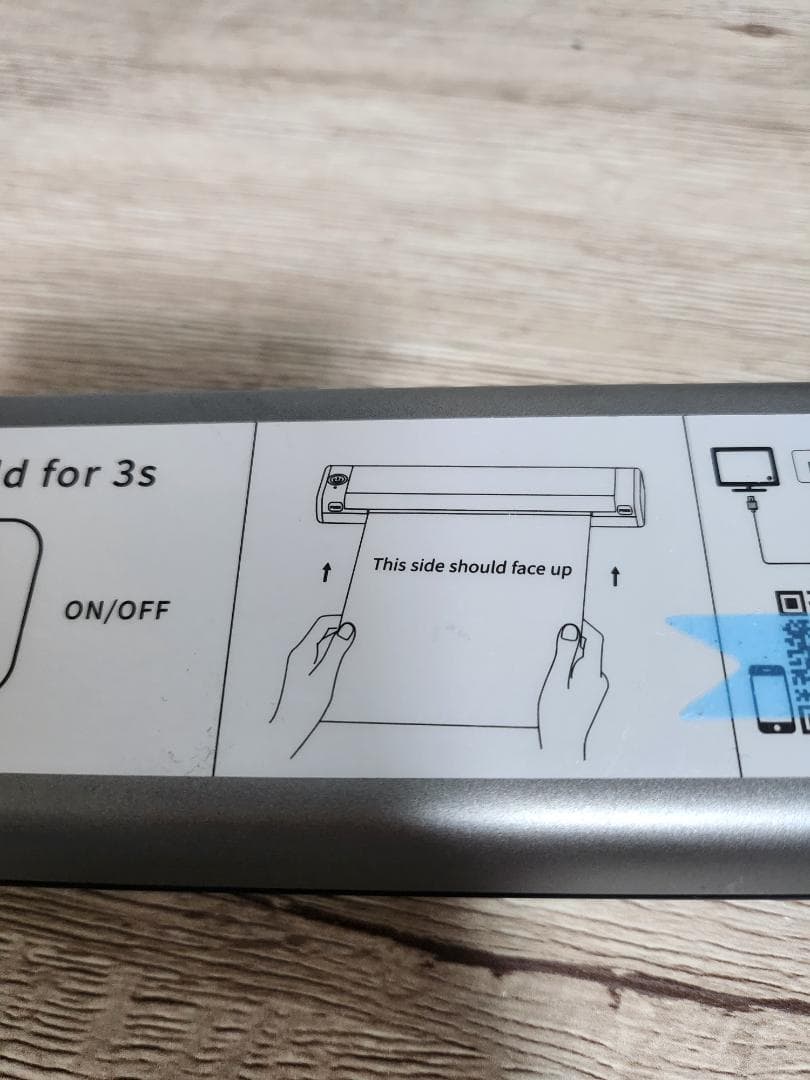 d for 3s
ON/OFF
This side should face up